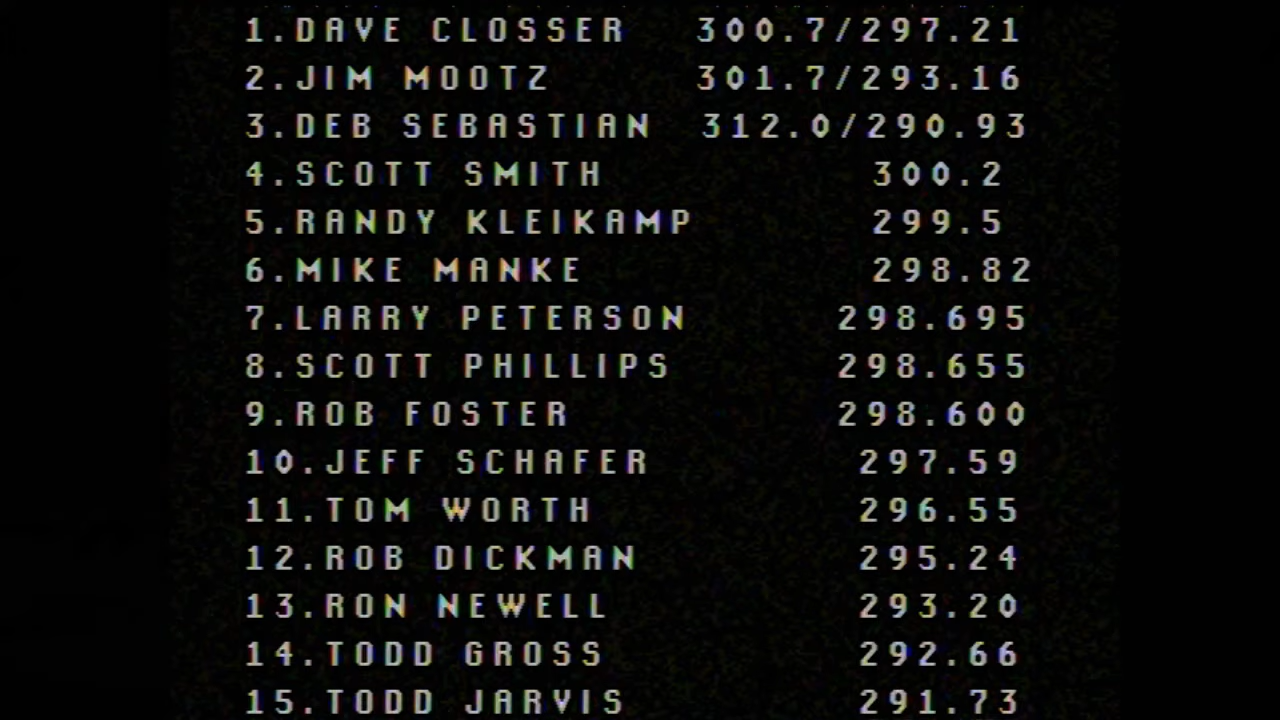 1.DAVE CLOSSER 300.7/297.21
2.JIM MOOTZ 301.7/293.16
3.DEB SEBASTIAN 312.0/290.93
4.SCOTT SMITH 300.2
5.RANDY KLEIKAMP 299.5
6.MIKE MANKE 298.82
7.LARRY PETERSON 298.695
8.SCOTT PHILLIPS 298.655
9.ROB FOSTER 298.600
10.JEFF SCHAFER 297.59
11.TOM WORTH 296.55
12.ROB DICKMAN 295.24
13.RON NEWELL 293.20
14.TODD GROSS 292.66
15.TODD JARVIS 291.73